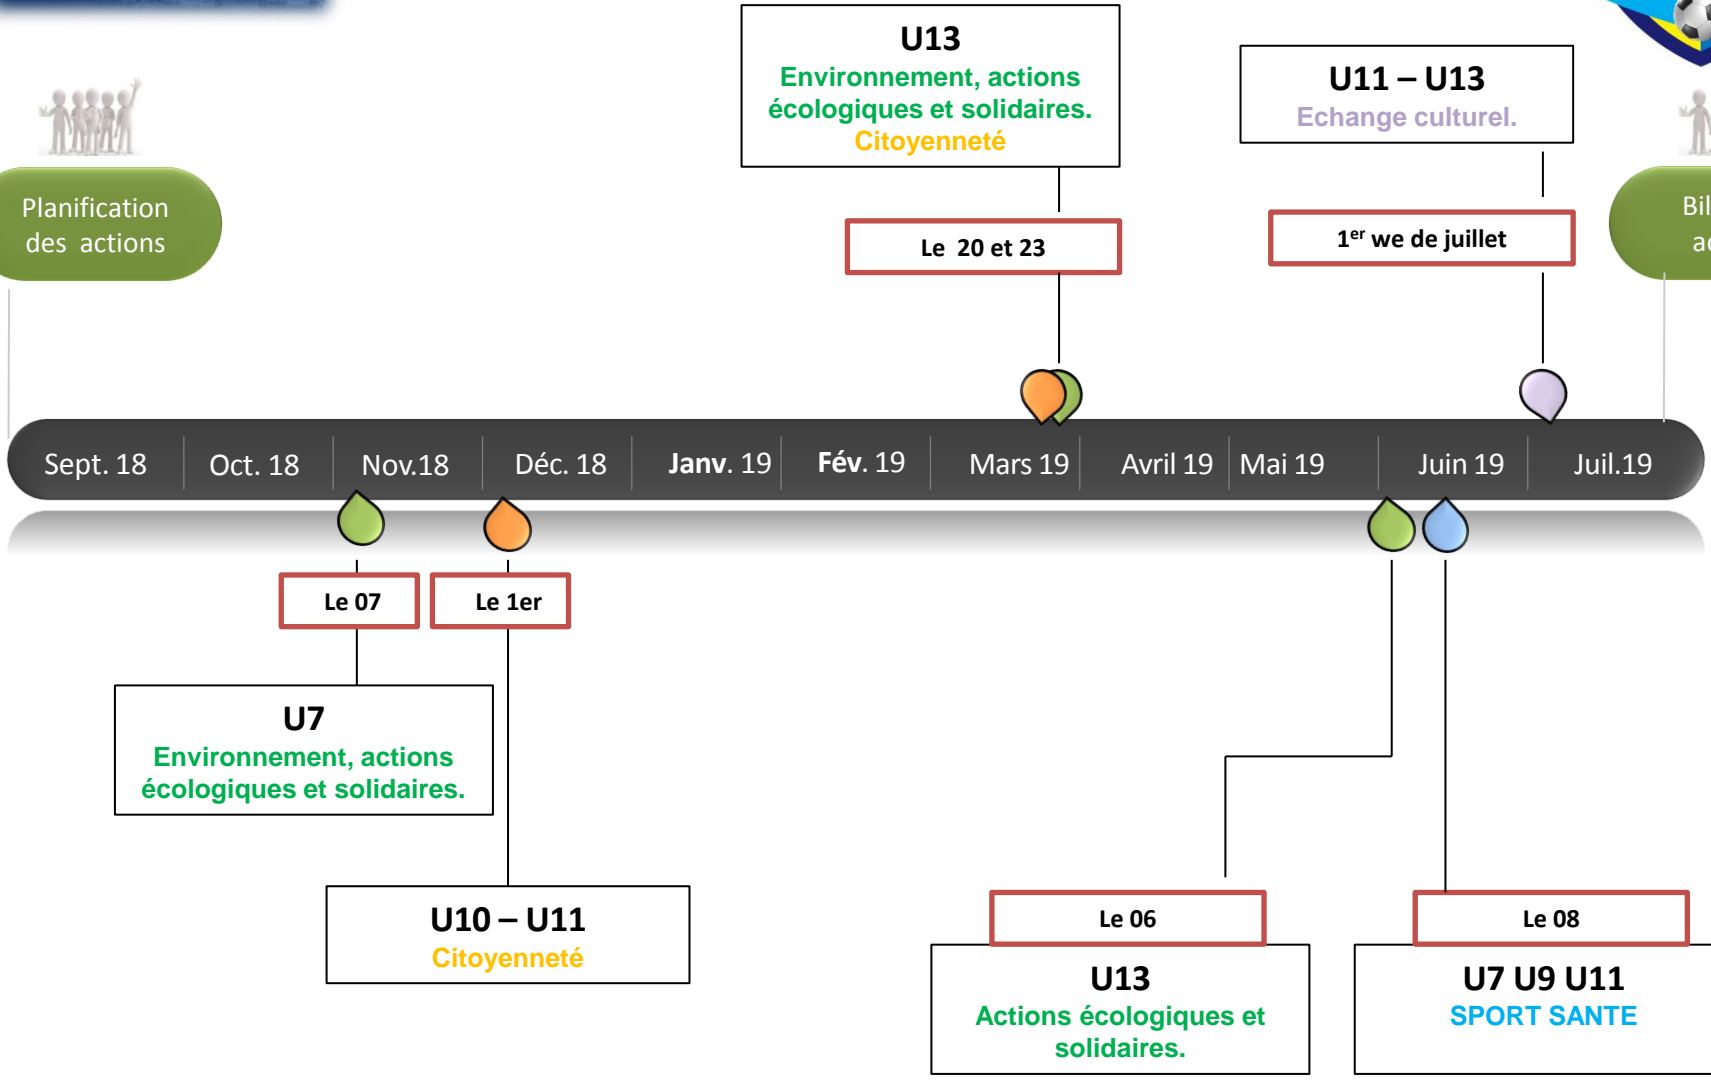 U13
Environnement, actions
écologiques et solidaires.
Citoyenneté
U11 – U13
Echange culturel.
Planification
des actions
Le 20 et 23
1er we de juillet
Sept. 18
Oct. 18
Nov.18
Déc. 18
Janv. 19
Fév. 19
Mars 19
Avril 19
Mai 19
Juin 19
Juil.19
Le 07
Le 1er
U7
Environnement, actions
écologiques et solidaires.
U10 – U11
Citoyenneté
Le 06
U13
Actions écologiques et
solidaires.
Le 08
U7 U9 U11
SPORT SANTE